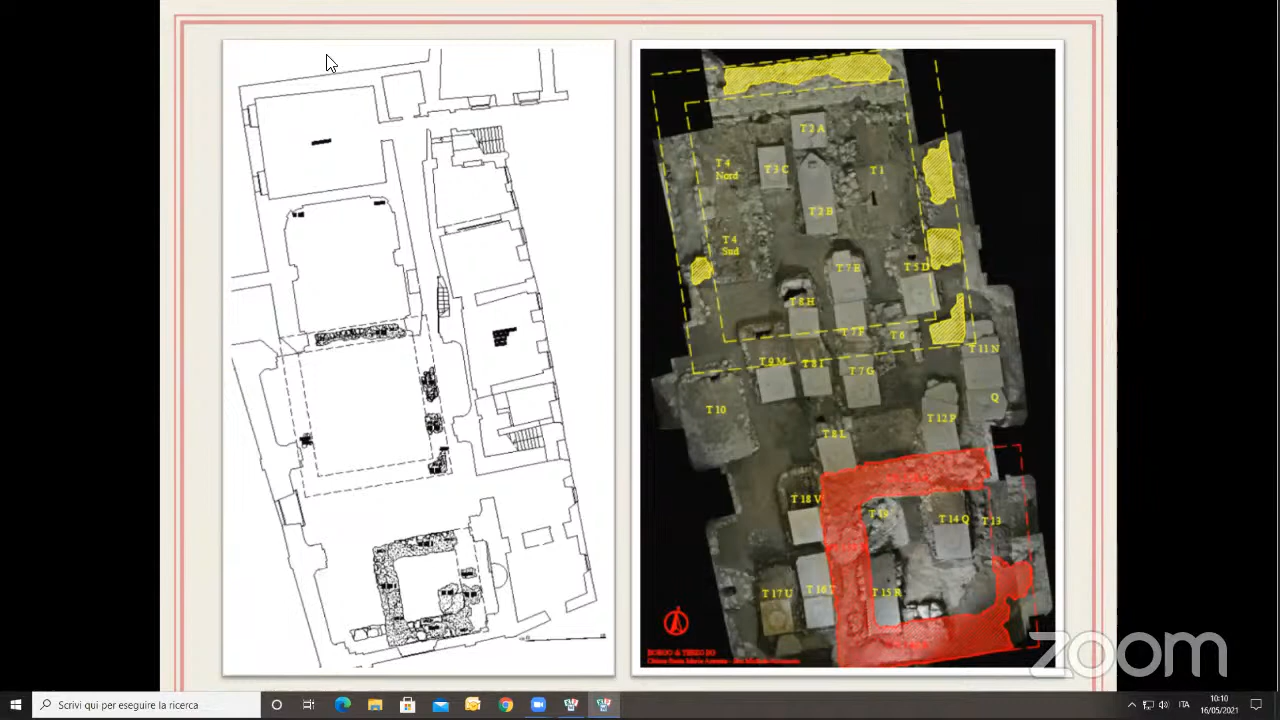 T 2 A
T 4
Nord
T 3 C
T 1
T 2 B
T 4
Sud
T 7 E
T 5 D
T 8 H
T 7 F
T 6
T 9 M
T 8 I
T 7 G
T 11 N
Q
T 10
T 12 P
T 8 L
T 18 V
T 19
T 14 Q
T 13
T 17 U
T 16 T
T 15 R
zoom
Scrivi qui per eseguire la ricerca
ITA
10:10
16/05/2021